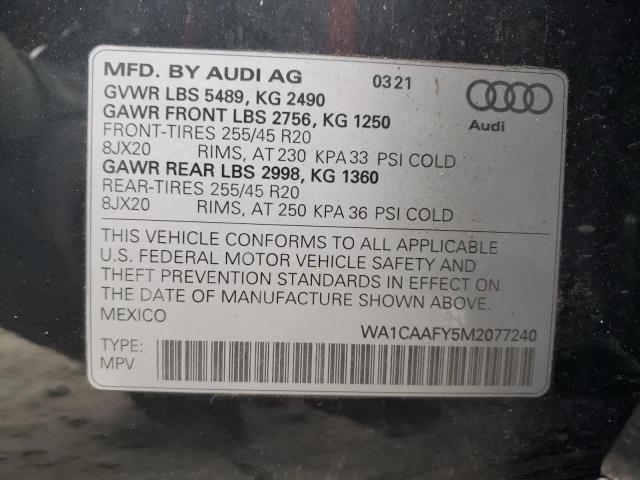 MFD. BY AUDI AG 0321
GVWR LBS 5489, KG 2490
GAWR FRONT LBS 2756, KG 1250
FRONT-TIRES 255/45 R20
8JX20 RIMS, AT 230 KPA 33 PSI COLD
GAWR REAR LBS 2998, KG 1360
REAR-TIRES 255/45 R20
8JX20 RIMS, AT 250 KPA 36 PSI COLD
Audi
THIS VEHICLE CONFORMS TO ALL APPLICABLE
U.S. FEDERAL MOTOR VEHICLE SAFETY AND
THEFT PREVENTION STANDARDS IN EFFECT ON
THE DATE OF MANUFACTURE SHOWN ABOVE.
MEXICO
WA1CAAFY5M2077240
TYPE:
MPV